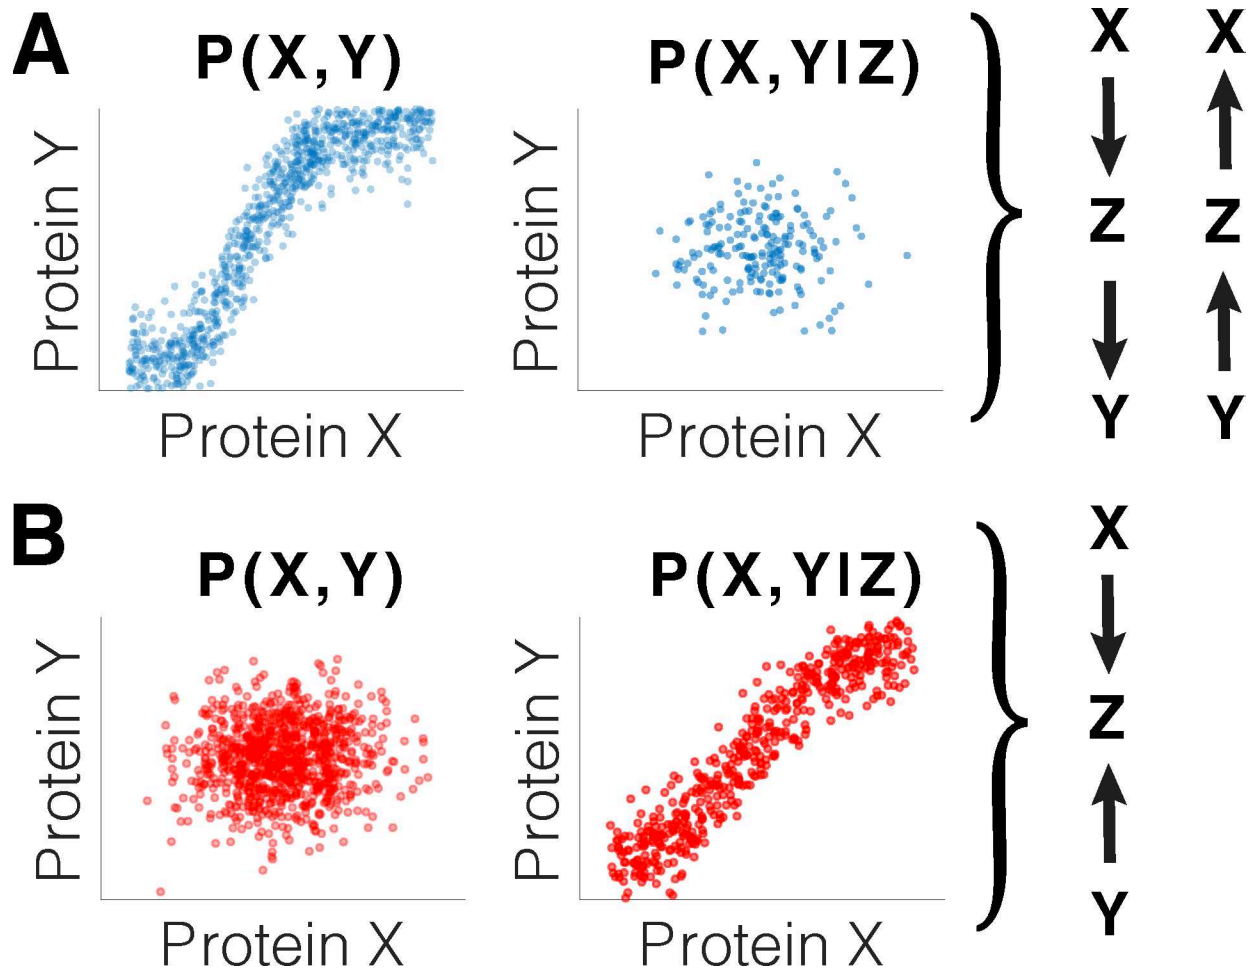 A
P(X,Y)
Protein Y
Protein X
P(X,Y|Z)
Protein Y
Protein X
X
Z
Y
X
Z
Y
B
P(X,Y)
Protein Y
Protein X
P(X,Y|Z)
Protein Y
Protein X
X
Z
Y